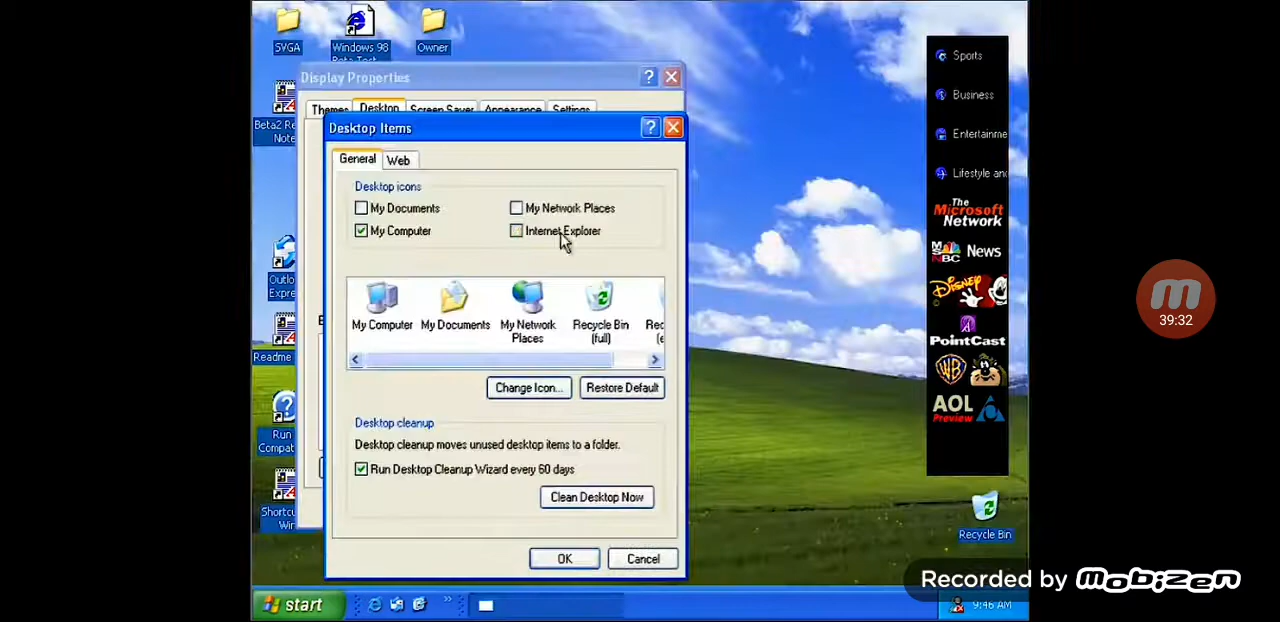 SVGA
Windows 98
Beta Test
Owner
Display Properties
Themes
Desktop
Screen Saver
Appearance
Settings
Desktop Items
General
Web
Desktop icons
My Documents
My Network Places
My Computer
Internet Explorer
My Computer
My Documents
My Network
Places
Recycle Bin
(full)
Rec
(e
Change Icon...
Restore Default
Desktop cleanup
Desktop cleanup moves unused desktop items to a folder.
Run Desktop Cleanup Wizard every 60 days
Clean Desktop Now
OK
Cancel
Beta2 Re
Note
Outlo
Expre
Readme
Run
Compat
Shortc
Win
Sports
Business
Entertainme
Lifestyle and
The
Microsoft
Network
MSNBC News
Disney
PointCast
WB
AOL
Preview
Recycle Bin
39:32
start
9:46 AM
Recorded by Mobizen